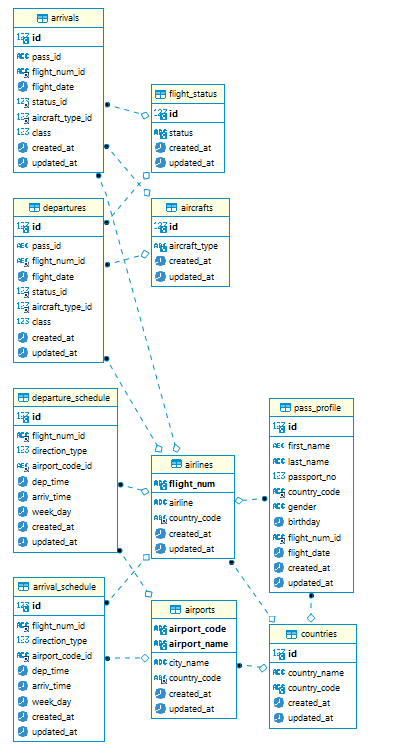 arrivals
id
pass_id
flight_num_id
flight_date
status_id
aircraft_type_id
class
created_at
updated_at
flight_status
id
status
created_at
updated_at
departures
id
pass_id
flight_num_id
flight_date
status_id
aircraft_type_id
class
created_at
updated_at
aircrafts
id
aircraft_type
created_at
updated_at
departure_schedule
id
flight_num_id
direction_type
airport_code_id
dep_time
arriv_time
week_day
created_at
updated_at
airlines
flight_num
airline
country_code
created_at
updated_at
pass_profile
id
first_name
last_name
passport_no
country_code
gender
birthday
flight_num_id
flight_date
created_at
updated_at
arrival_schedule
id
flight_num_id
direction_type
airport_code_id
dep_time
arriv_time
week_day
created_at
updated_at
airports
airport_code
airport_name
city_name
country_code
created_at
updated_at
countries
id
country_name
country_code
created_at
updated_at